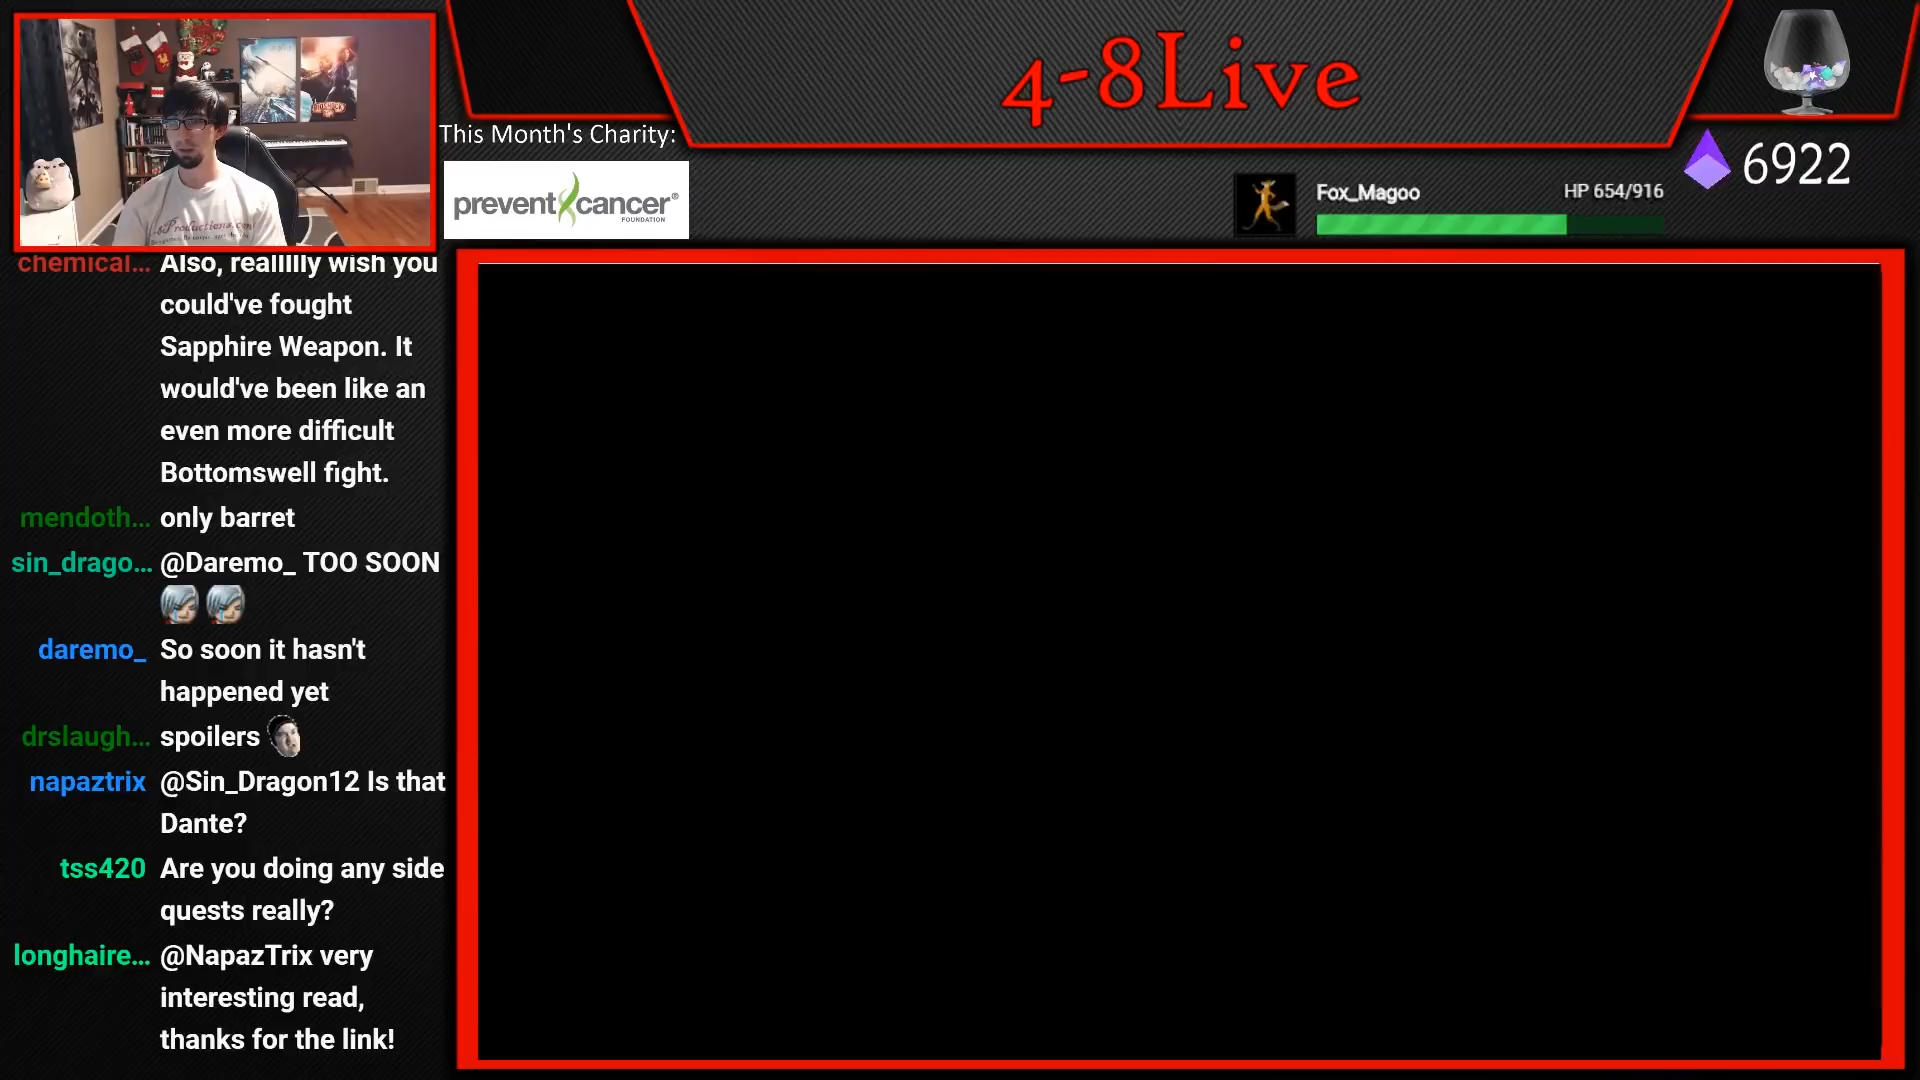 4-8Live
This Month's Charity:
prevent cancer®
FOUNDATION
6922
Fox_Magoo
HP 654/916
chemical... Also, realllllly wish you
could've fought
Sapphire Weapon. It
would've been like an
even more difficult
Bottomswell fight.
mendoth... only barret
sin_drago... @Daremo_ TOO SOON
daremo_ So soon it hasn't
happened yet
drslaugh... spoilers
napaztrix @Sin_Dragon12 Is that
Dante?
tss420 Are you doing any side
quests really?
longhaire... @NapazTrix very
interesting read,
thanks for the link!